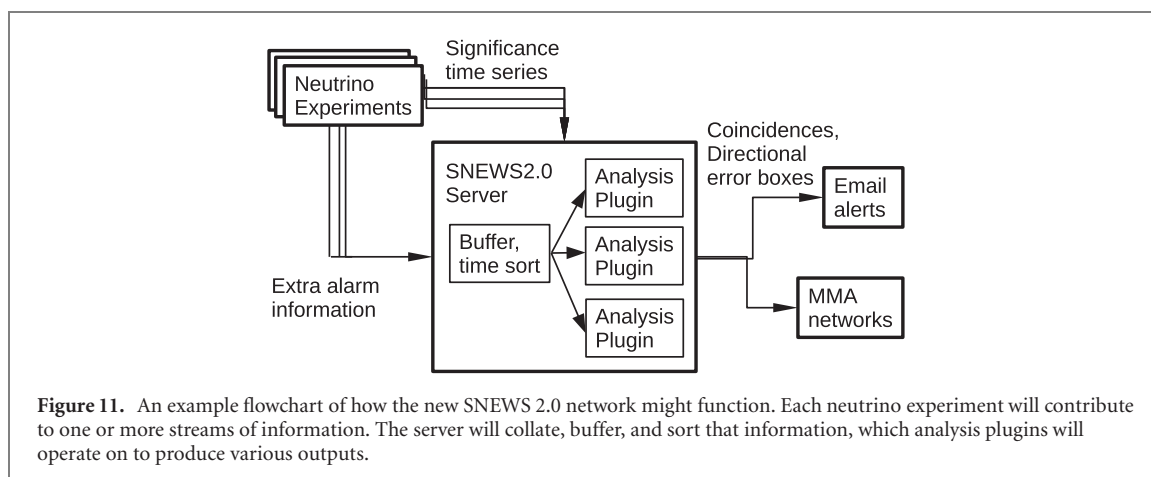 Significance
time series
Neutrino
Experiments
Coincidences,
Directional
error boxes
SNEWS2.0
Server
Analysis
Plugin
Email
alerts
Buffer,
time sort
Analysis
Plugin
Extra alarm
information
MMA
networks
Analysis
Plugin
Figure 11. An example flowchart of how the new SNEWS 2.0 network might function. Each neutrino experiment will contribute
to one or more streams of information. The server will collate, buffer, and sort that information, which analysis plugins will
operate on to produce various outputs.